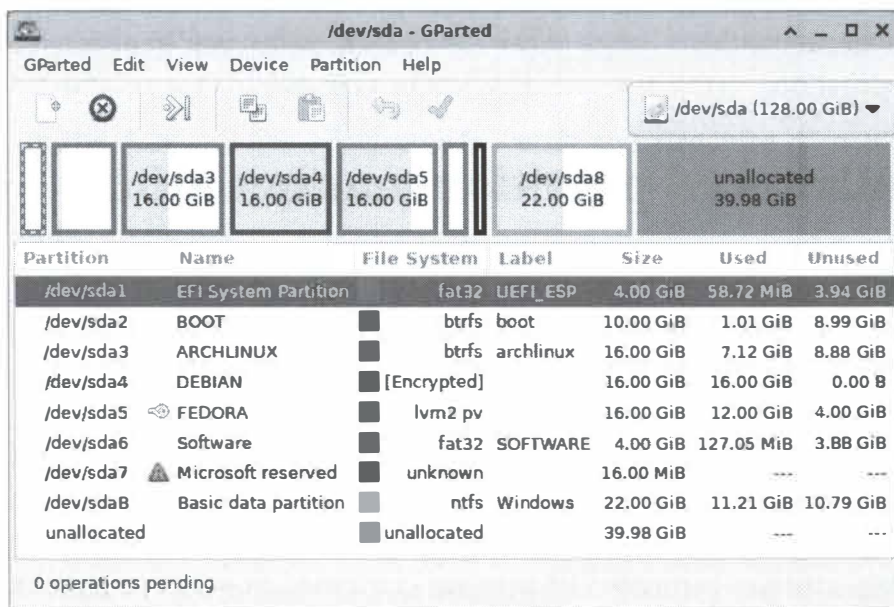 /dev/sda - GParted
GParted Edit View Device Partition Help
/dev/sda (128.00 GiB)
/dev/sda3 /dev/sda4 /dev/sda5 /dev/sda8 unallocated
16.00 GiB 16.00 GiB 16.00 GiB 22.00 GiB 39.98 GiB
Partition Name File System Label Size Used Unused
/dev/sda1 EFI System Partition fat32 UEFI_ESP 4.00 GiB 58.72 MiB 3.94 GiB
/dev/sda2 BOOT btrfs boot 10.00 GiB 1.01 GiB 8.99 GiB
/dev/sda3 ARCHLINUX btrfs archlinux 16.00 GiB 7.12 GiB 8.88 GiB
/dev/sda4 DEBIAN [Encrypted] 16.00 GiB 16.00 GiB 0.00 B
/dev/sda5 FEDORA lvm2 pv 16.00 GiB 12.00 GiB 4.00 GiB
/dev/sda6 Software fat32 SOFTWARE 4.00 GiB 127.05 MiB 3.88 GiB
/dev/sda7 Microsoft reserved unknown 16.00 MiB --- ---
/dev/sda8 Basic data partition ntfs Windows 22.00 GiB 11.21 GiB 10.79 GiB
unallocated unallocated 39.98 GiB --- ---
0 operations pending